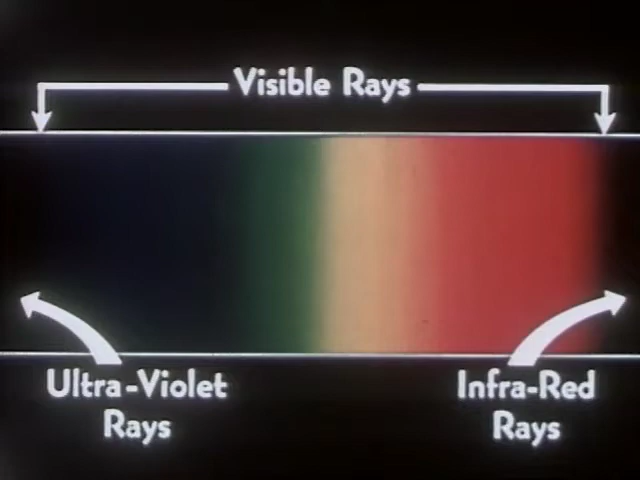 Visible Rays
Ultra-Violet
Rays
Infra-Red
Rays